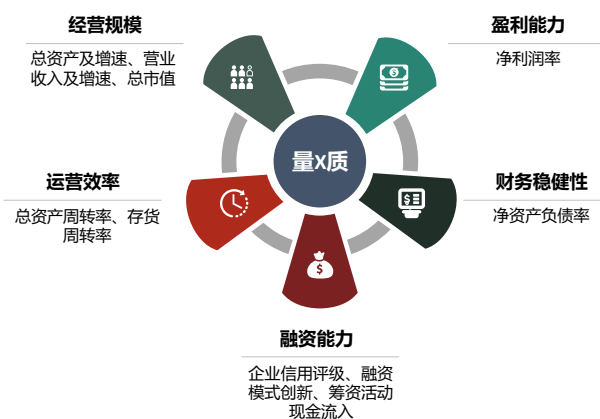 经营规模
总资产及增速、营业
收入及增速、总市值
盈利能力
净利润率
量X质
运营效率
总资产周转率、存货
周转率
财务稳健性
净资产负债率
融资能力
企业信用评级、融资
模式创新、筹资活动
现金流入